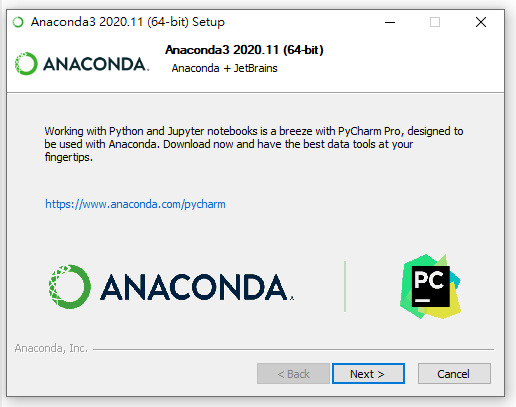 Anaconda3 2020.11 (64-bit) Setup
Anaconda3 2020.11 (64-bit)
ANACONDA.
Anaconda + JetBrains
Working with Python and Jupyter notebooks is a breeze with PyCharm Pro, designed to
be used with Anaconda. Download now and have the best data tools at your
fingertips.
https://www.anaconda.com/pycharm
ANACONDA.
PC
Anaconda, Inc.
< Back
Next >
Cancel